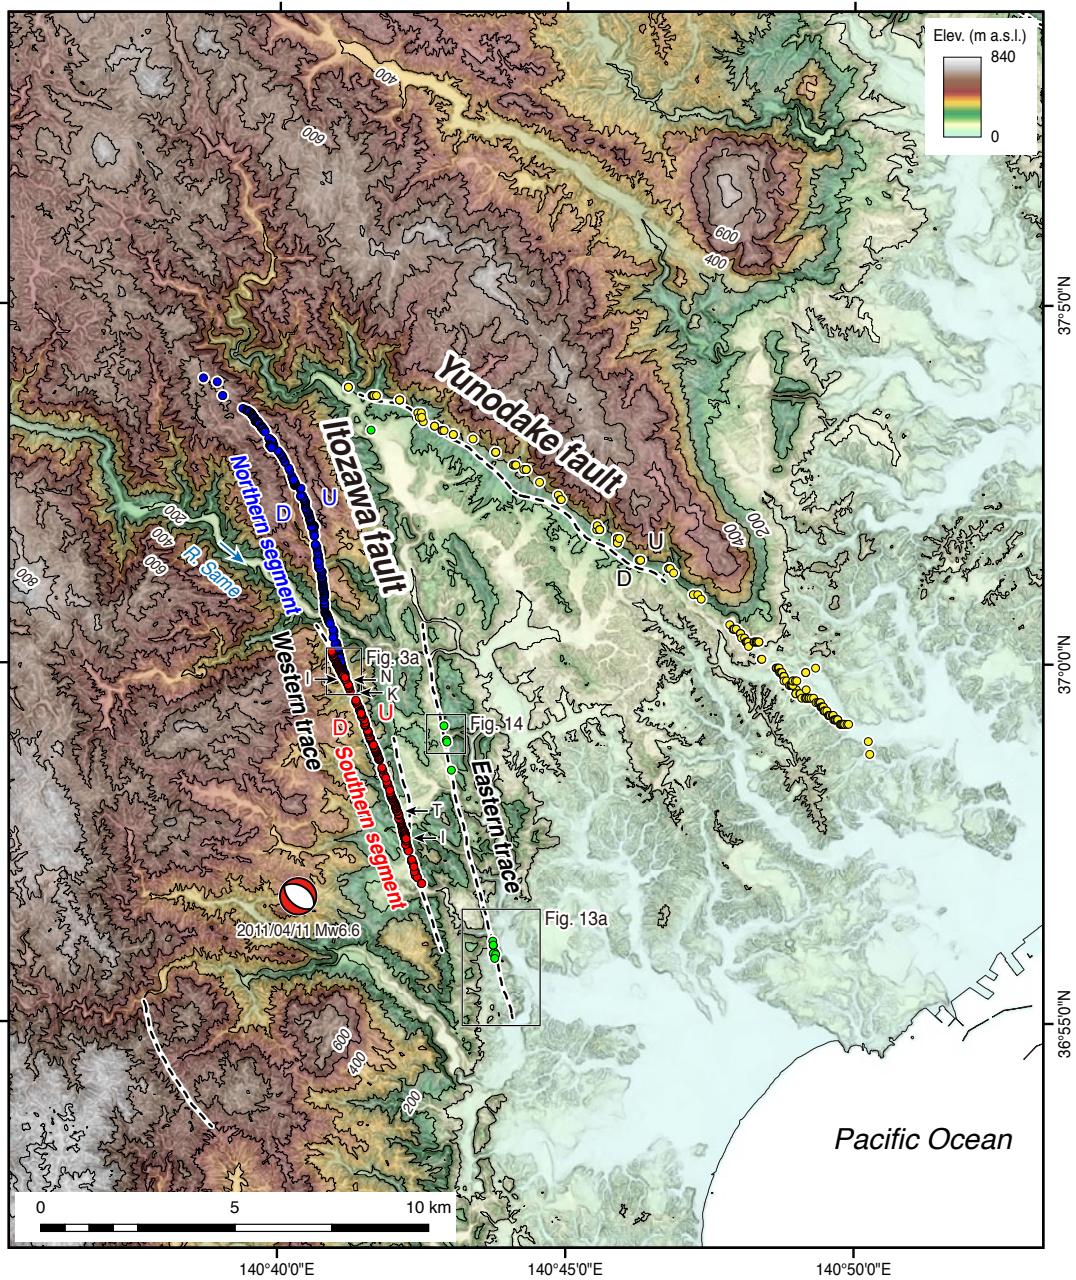 Elev. (m a.s.l.)
840
0
400
600
600
400
37°5'0"N
Yunodake fault
Itozawa fault
U
D
Northern segment
200
400
600
800
R. Same
U
D
400
200
37°0'0"N
Western trace
Fig. 3a
I
N
K
U
D
Southern segment
Fig. 14
Eastern trace
T
I
2011/04/11 Mw6.6
Fig. 13a
36°55'0"N
600
400
200
Pacific Ocean
0
5
10 km
140°40'0"E
140°45'0"E
140°50'0"E